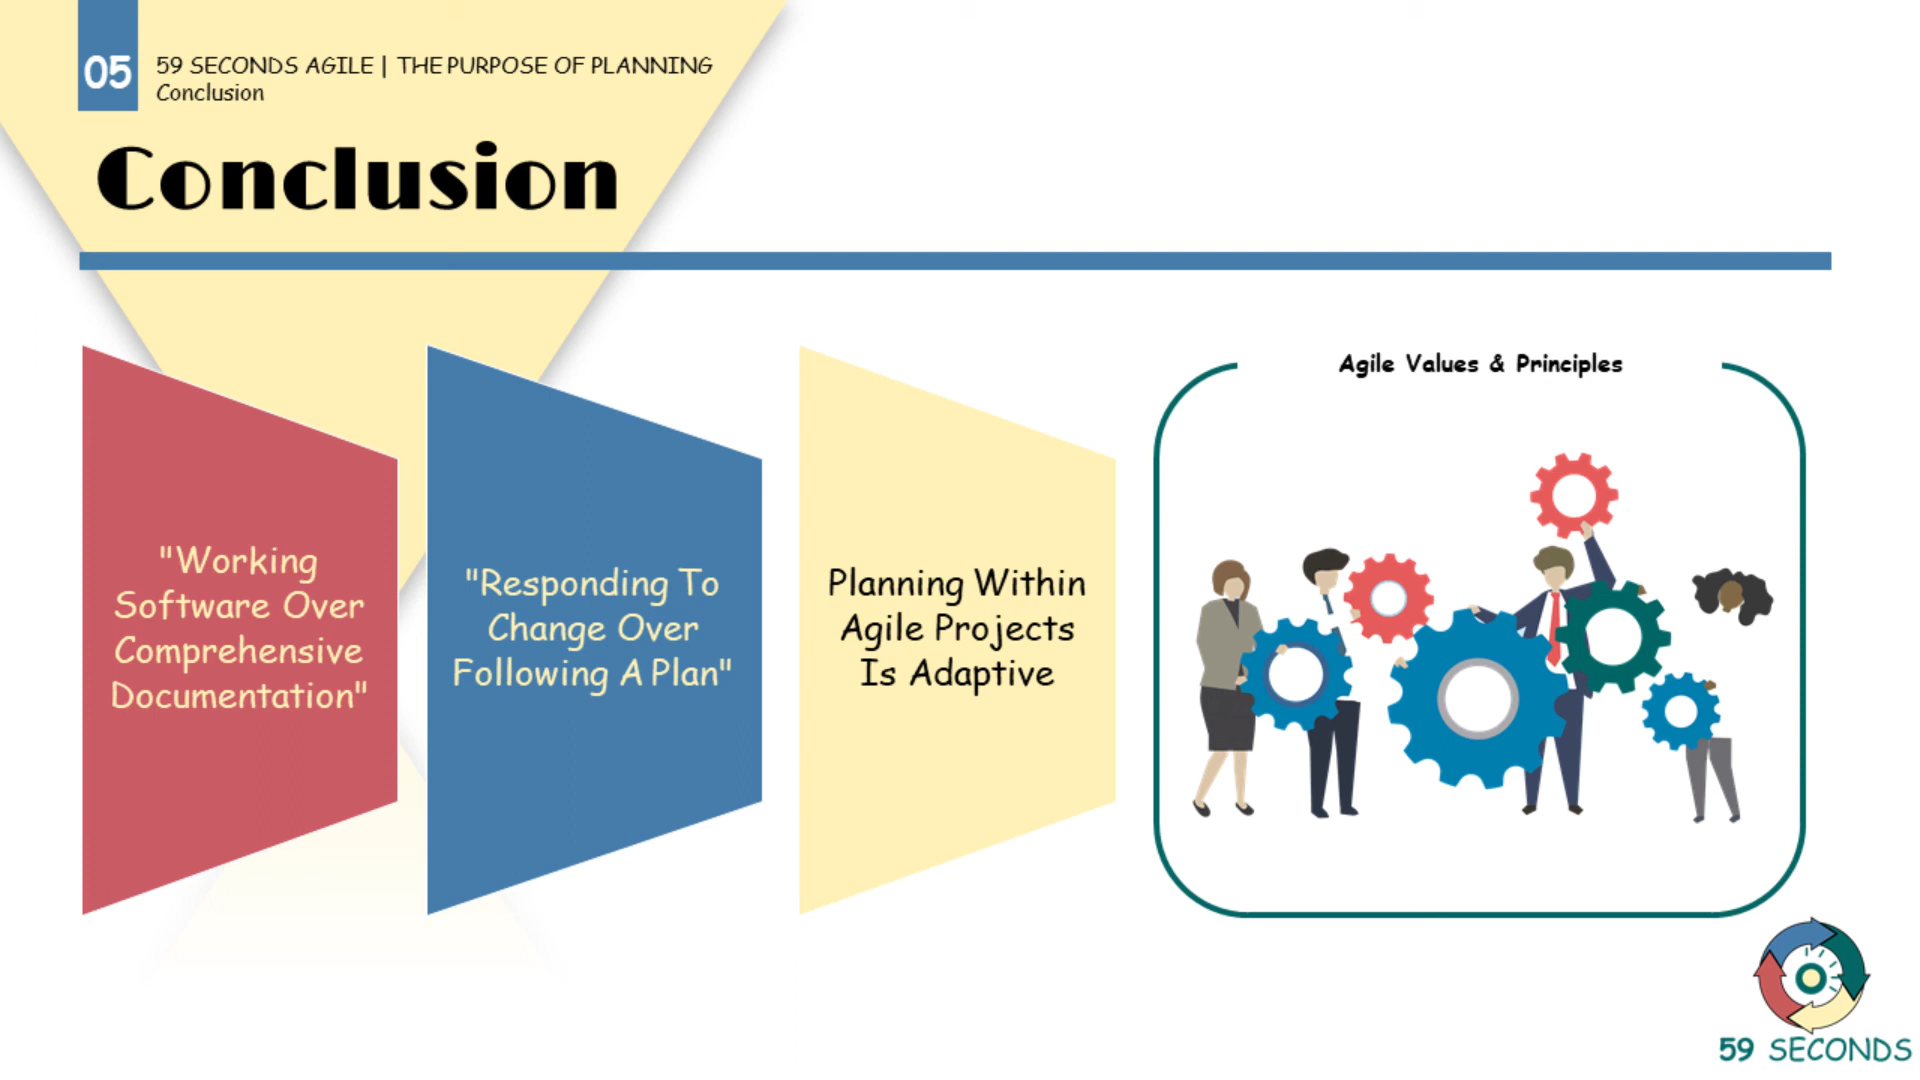 05
59 SECONDS AGILE | THE PURPOSE OF PLANNING
Conclusion
Conclusion
"Working
Software Over
Comprehensive
Documentation"
"Responding To
Change Over
Following A Plan"
Planning Within
Agile Projects
Is Adaptive
Agile Values & Principles
59 SECONDS